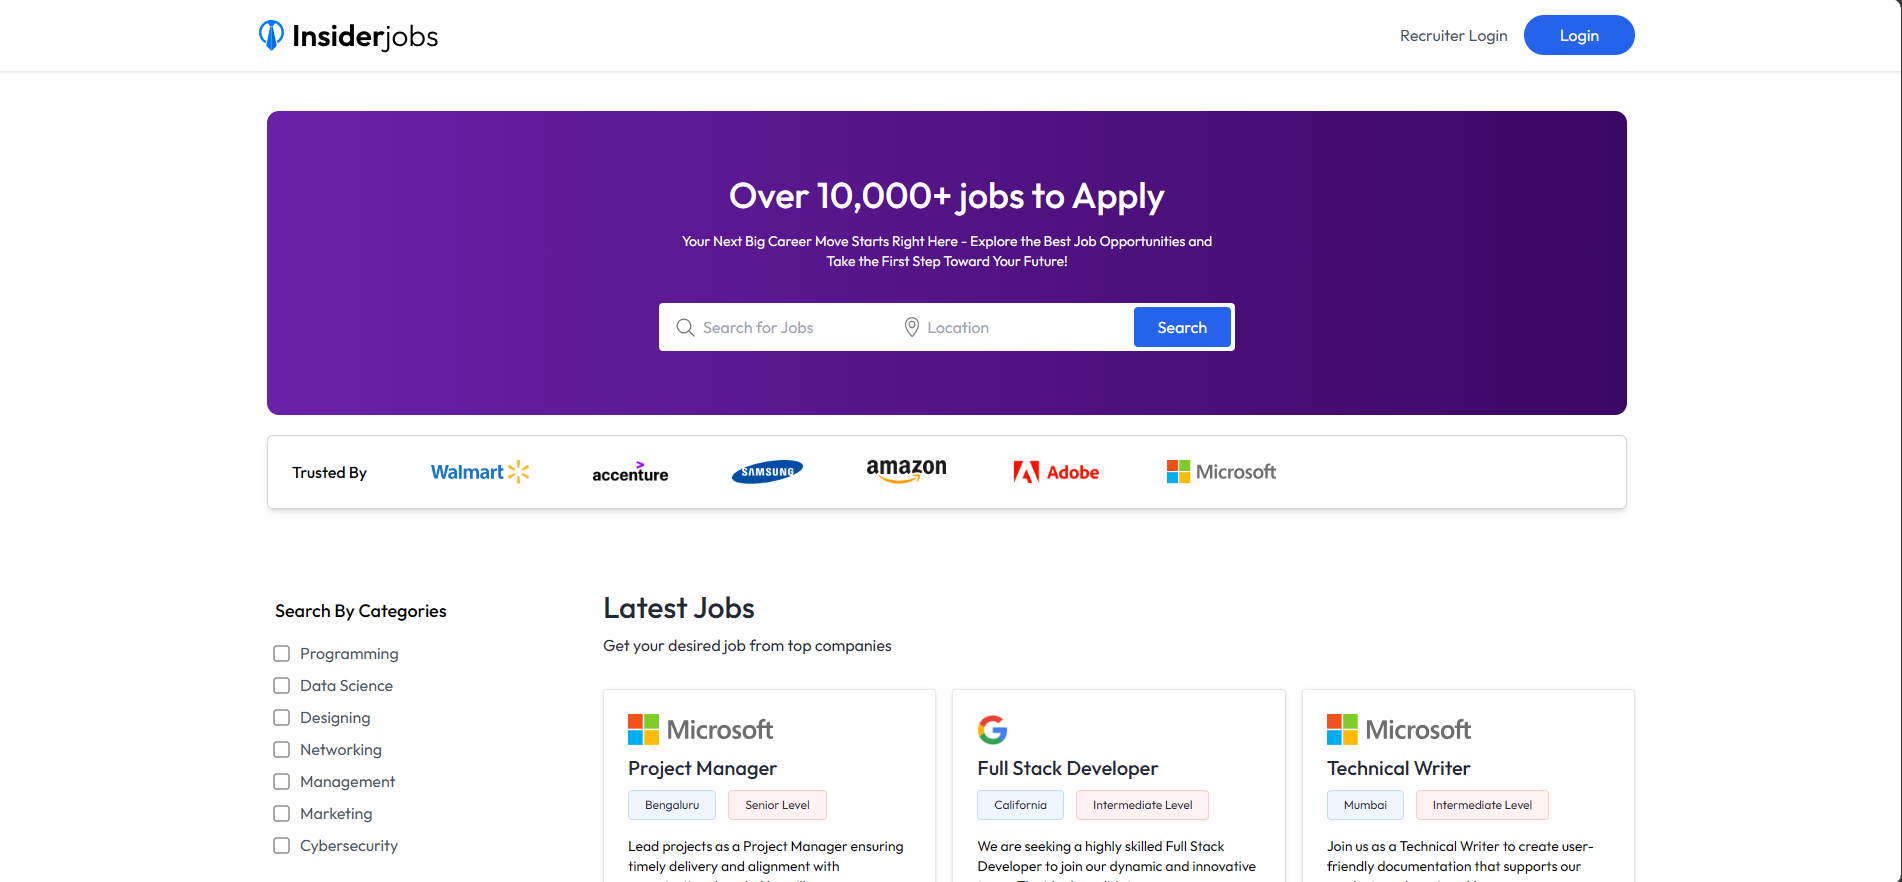 Insiderjobs
Recruiter Login
Login
Over 10,000+ jobs to Apply
Your Next Big Career Move Starts Right Here - Explore the Best Job Opportunities and
Take the First Step Toward Your Future!
Search for Jobs
Location
Search
Trusted By
Walmart
accenture
SAMSUNG
amazon
Adobe
Microsoft
Search By Categories
Programming
Data Science
Designing
Networking
Management
Marketing
Cybersecurity
Latest Jobs
Get your desired job from top companies
Microsoft
Project Manager
Bengaluru
Senior Level
Lead projects as a Project Manager ensuring
timely delivery and alignment with
Full Stack Developer
California
Intermediate Level
We are seeking a highly skilled Full Stack
Developer to join our dynamic and innovative
Microsoft
Technical Writer
Mumbai
Intermediate Level
Join us as a Technical Writer to create user-
friendly documentation that supports our